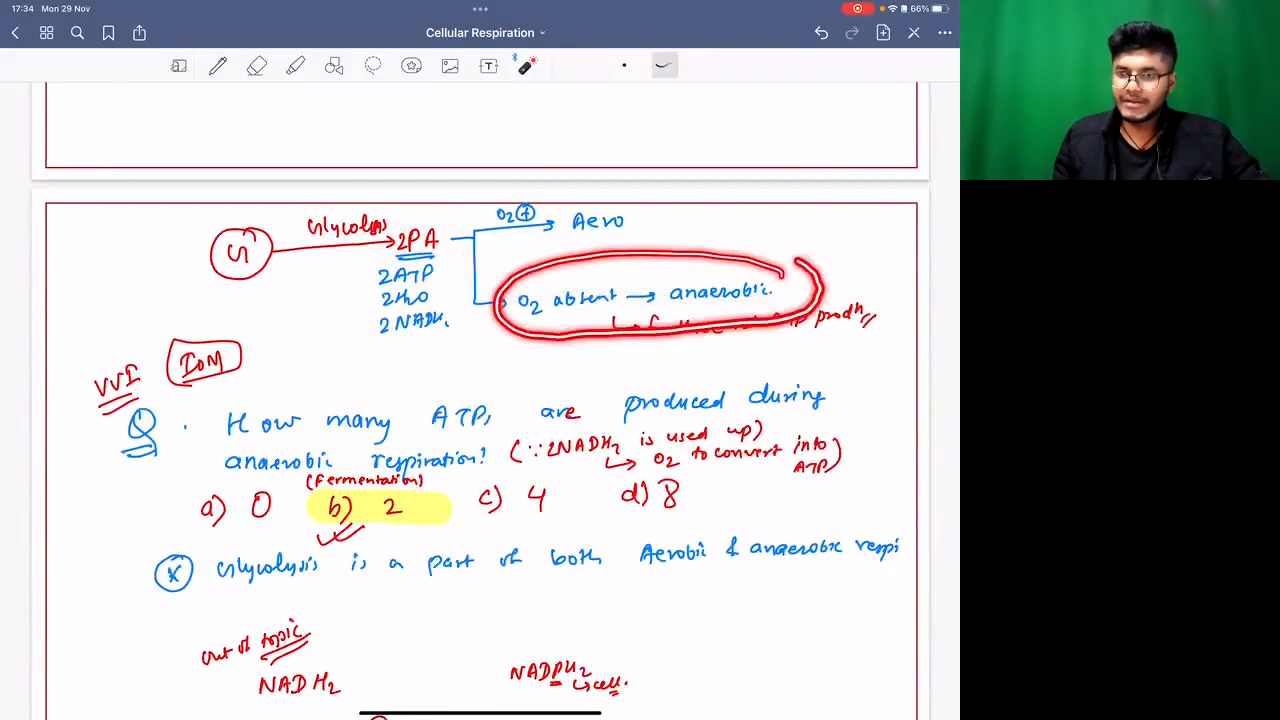 17:34 Mon 29 Nov
66%
Cellular Respiration
T
G
Glycolysis
2PA
2ATP
2H2O
2NADH2
O2 +
Aero
O2 absent → anaerobic
prodn
VVI
IOM
Q. How many ATPs are produced during
anaerobic respiration? (∵ 2NADH2 is used up)
↳ O2 to convert into ATP)
(fermentation)
a) 0 b) 2 c) 4 d) 8
Glycolysis is a part of both Aerobic & anaerobic respi
out of topic
NADH2
NADPH2
↳ cell.